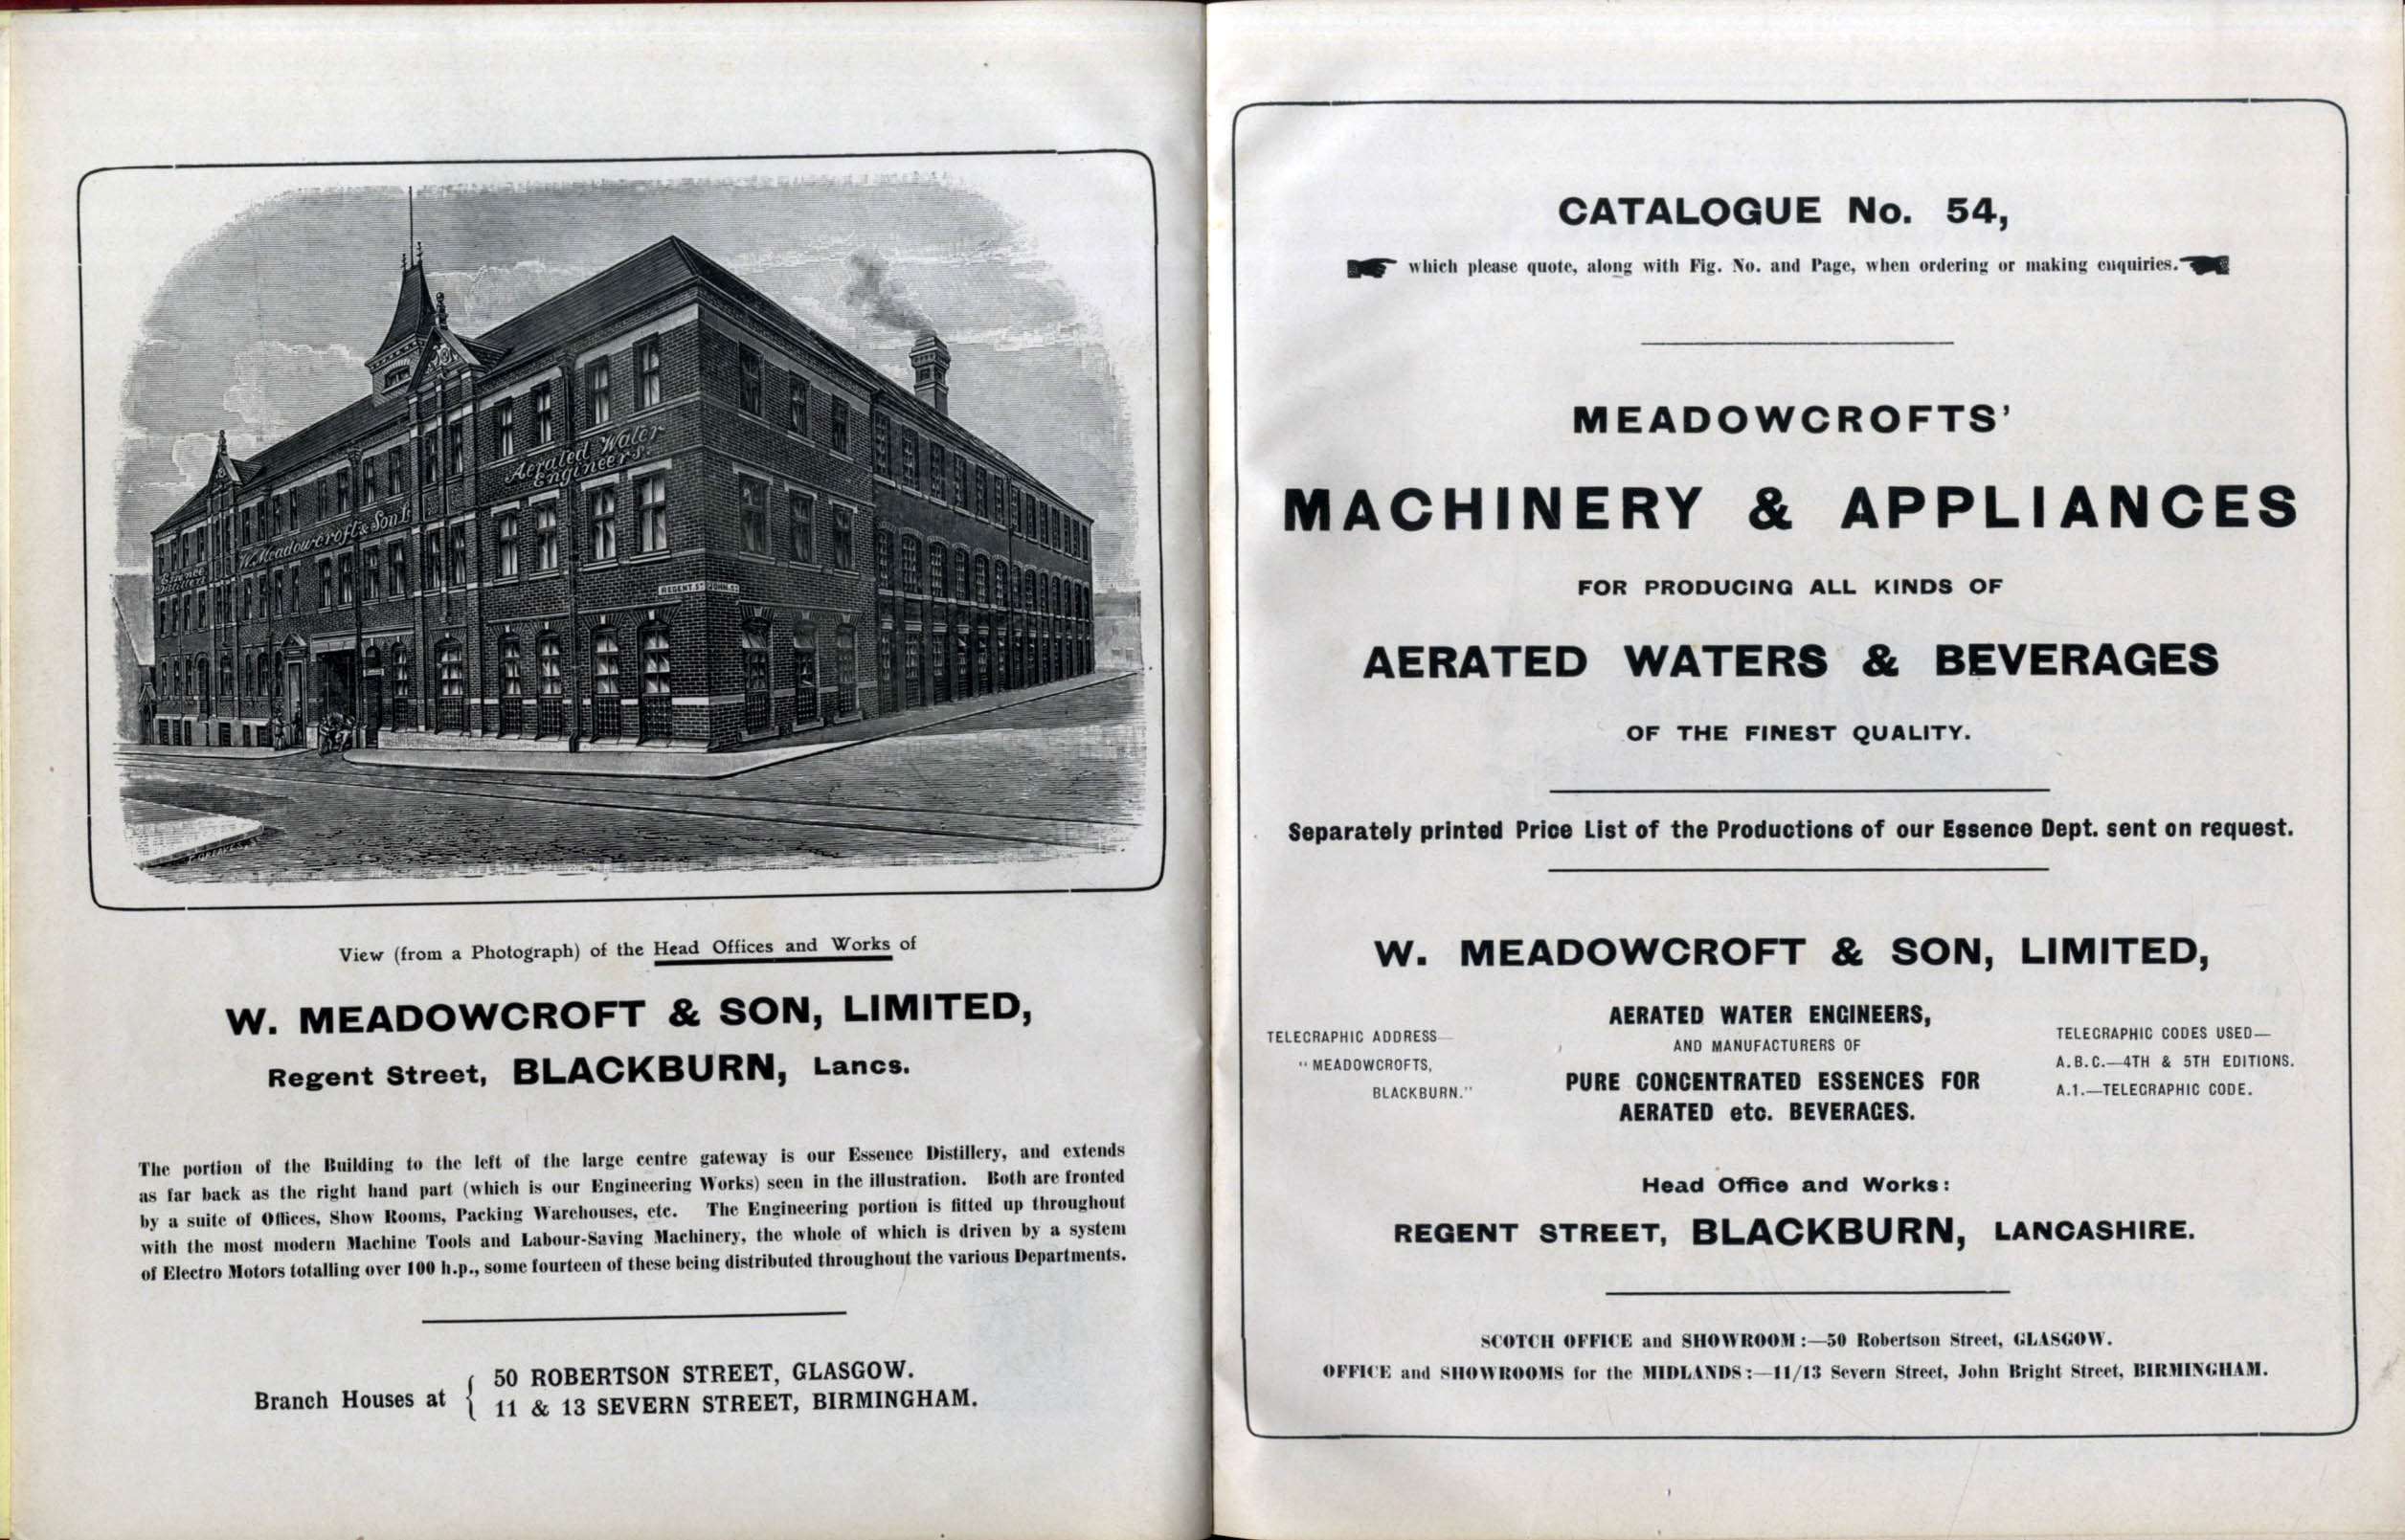 Aerated Water
Engineers.
W. Meadowcroft & Son Ld
Essence
REGENT. ST JOHN. ST
View (from a Photograph) of the Head Offices and Works of
W. MEADOWCROFT & SON, LIMITED,
Regent Street, BLACKBURN, Lancs.
The portion of the Building to the left of the large centre gateway is our Essence Distillery, and extends
as far back as the right hand part (which is our Engineering Works) seen in the illustration. Both are fronted
by a suite of Offices, Show Rooms, Packing Warehouses, etc. The Engineering portion is fitted up throughout
with the most modern Machine Tools and Labour-Saving Machinery, the whole of which is driven by a system
of Electro Motors totalling over 100 h.p., some fourteen of these being distributed throughout the various Departments.
Branch Houses at { 50 ROBERTSON STREET, GLASGOW.
11 & 13 SEVERN STREET, BIRMINGHAM.
CATALOGUE No. 54,
which please quote, along with Fig. No. and Page, when ordering or making enquiries.
MEADOWCROFTS'
MACHINERY & APPLIANCES
FOR PRODUCING ALL KINDS OF
AERATED WATERS & BEVERAGES
OF THE FINEST QUALITY.
Separately printed Price List of the Productions of our Essence Dept. sent on request.
W. MEADOWCROFT & SON, LIMITED,
TELEGRAPHIC ADDRESS—
"MEADOWCROFTS,
BLACKBURN."
AERATED WATER ENGINEERS,
AND MANUFACTURERS OF
PURE CONCENTRATED ESSENCES FOR
AERATED etc. BEVERAGES.
TELEGRAPHIC CODES USED—
A.B.C.—4TH & 5TH EDITIONS.
A.1.—TELEGRAPHIC CODE.
Head Office and Works:
REGENT STREET, BLACKBURN, LANCASHIRE.
SCOTCH OFFICE and SHOWROOM:—50 Robertson Street, GLASGOW.
OFFICE and SHOWROOMS for the MIDLANDS:—11/13 Severn Street, John Bright Street, BIRMINGHAM.